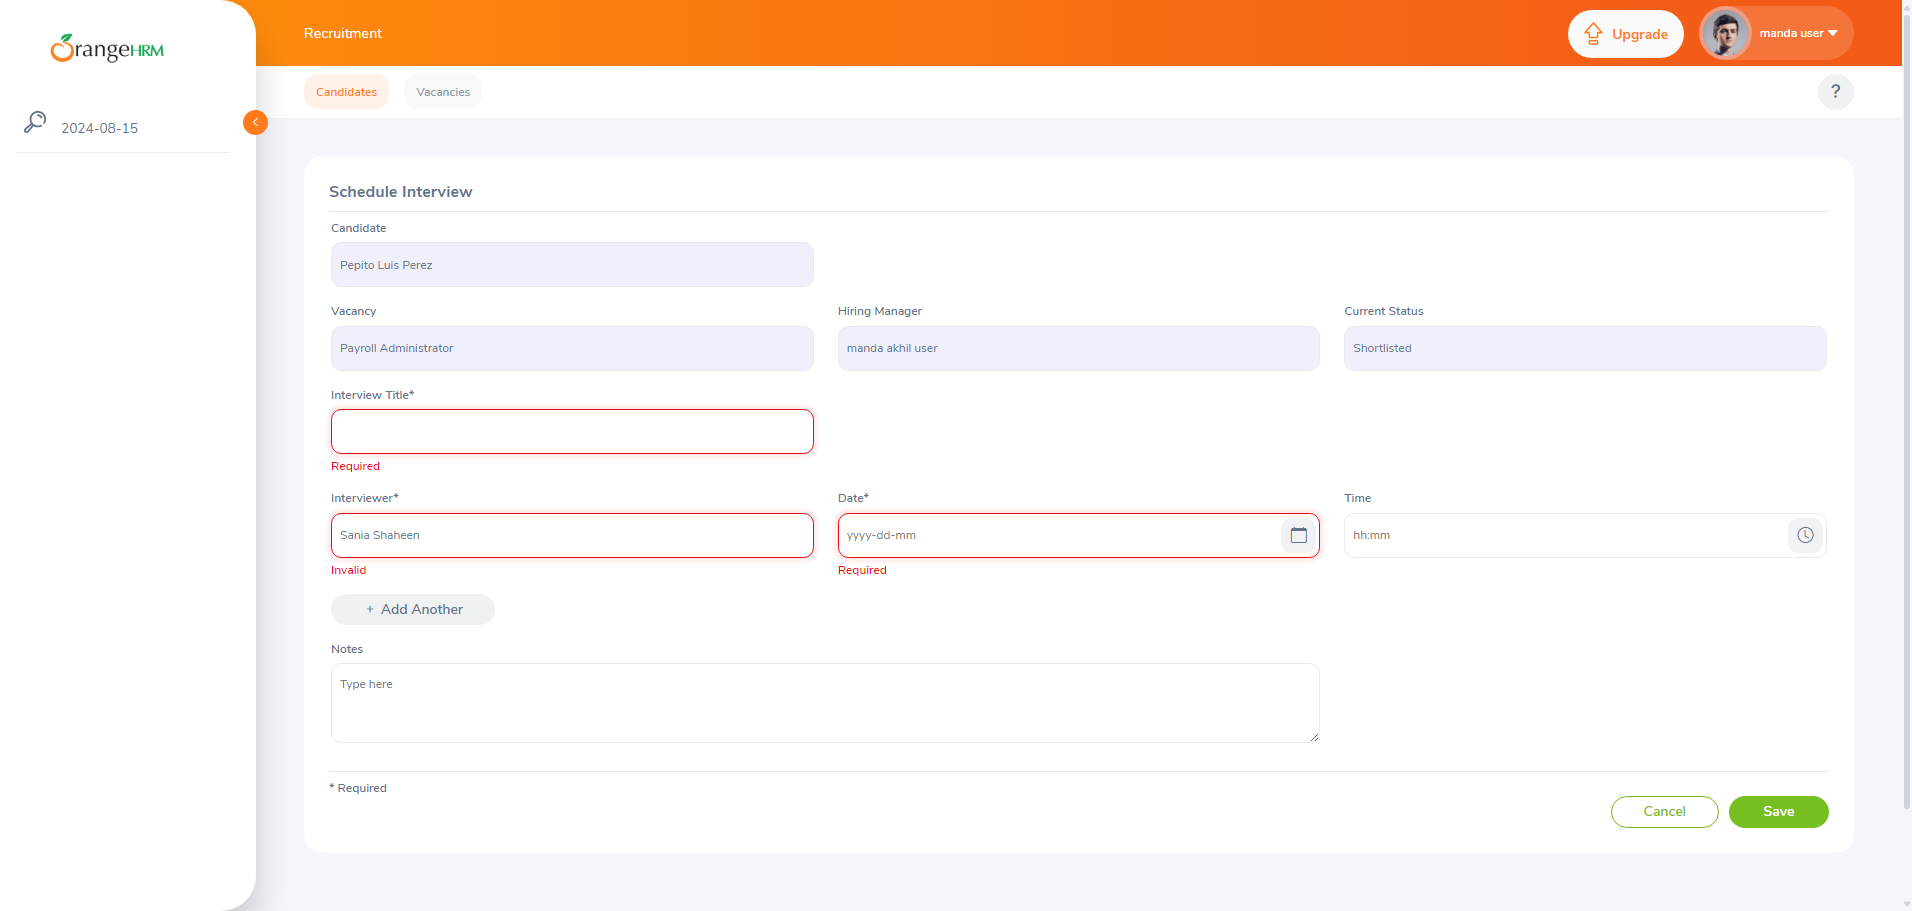 OrangeHRM
2024-08-15
Recruitment
Upgrade
manda user
Candidates
Vacancies
?
Schedule Interview
Candidate
Pepito Luis Perez
Vacancy
Hiring Manager
Current Status
Payroll Administrator
manda akhil user
Shortlisted
Interview Title*
Required
Interviewer*
Date*
Time
Sania Shaheen
yyyy-dd-mm
hh:mm
Invalid
Required
+ Add Another
Notes
Type here
* Required
Cancel
Save